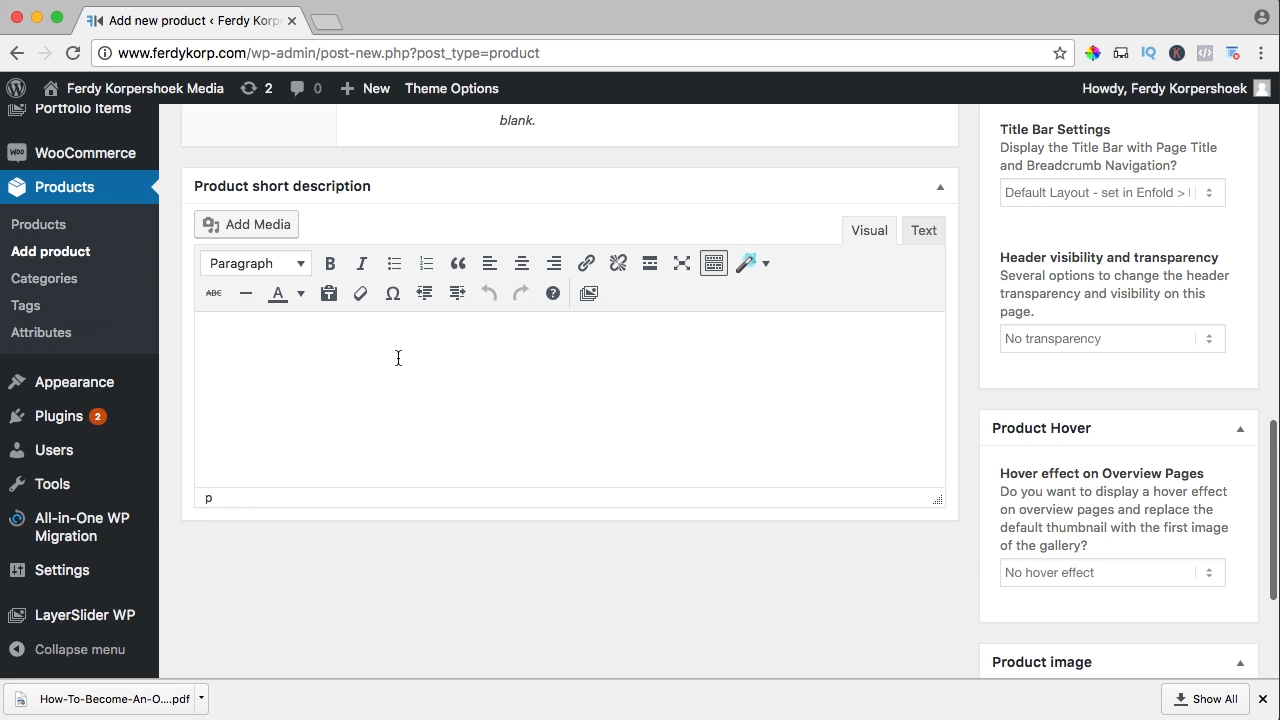 Add new product ‹ Ferdy Korp
www.ferdykorp.com/wp-admin/post-new.php?post_type=product
Ferdy Korpershoek Media 2 0 New Theme Options Howdy, Ferdy Korpershoek
Portfolio Items
WooCommerce
Products
Products
Add product
Categories
Tags
Attributes
Appearance
Plugins 2
Users
Tools
All-in-One WP
Migration
Settings
LayerSlider WP
Collapse menu
blank.
Product short description
Add Media
Visual Text
Paragraph
ABC
p
Title Bar Settings
Display the Title Bar with Page Title
and Breadcrumb Navigation?
Default Layout - set in Enfold >
Header visibility and transparency
Several options to change the header
transparency and visibility on this
page.
No transparency
Product Hover
Hover effect on Overview Pages
Do you want to display a hover effect
on overview pages and replace the
default thumbnail with the first image
of the gallery?
No hover effect
Product image
How-To-Become-An-O....pdf
Show All